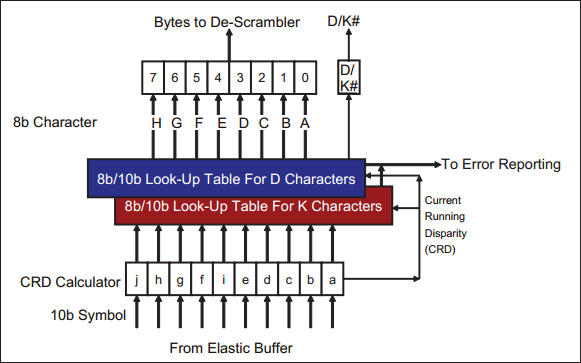 Bytes to De-Scrambler
D/K#
7 6 5 4 3 2 1 0
D/
K#
8b Character
H G F E D C B A
8b/10b Look-Up Table For D Characters
To Error Reporting
8b/10b Look-Up Table For K Characters
Current
Running
Disparity
(CRD)
CRD Calculator
j h g f i e d c b a
10b Symbol
From Elastic Buffer